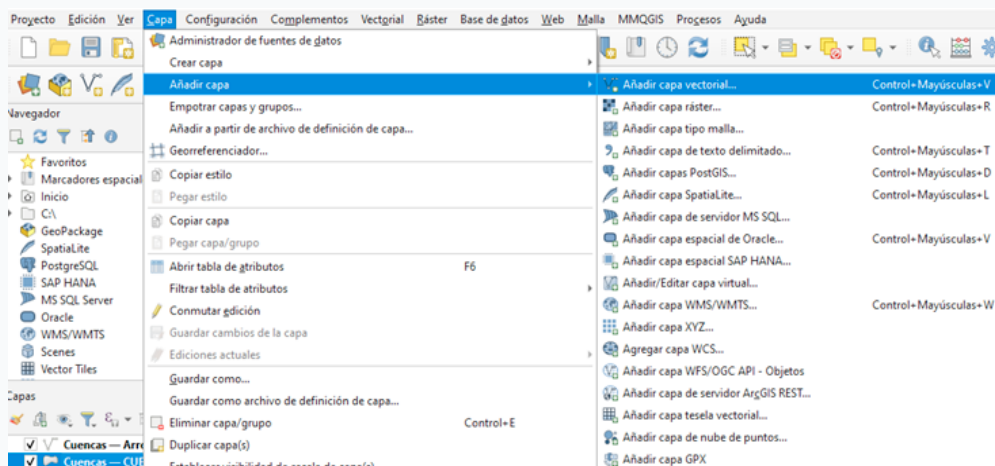 Proyecto Edición Ver Capa Configuración Complementos Vectorial Ráster Base de datos Web Malla MMQGIS Procesos Ayuda
Administrador de fuentes de datos
Crear capa
Añadir capa
Empotrar capas y grupos...
Añadir a partir de archivo de definición de capa...
Georreferenciador...
Copiar estilo
Pegar estilo
Copiar capa
Pegar capa/grupo
Abrir tabla de atributos F6
Filtrar tabla de atributos
Conmutar edición
Guardar cambios de la capa
Ediciones actuales
Guardar como...
Guardar como archivo de definición de capa...
Eliminar capa/grupo Control+E
Duplicar capa(s)
Establecer visibilidad de escala de capa(s)
Añadir capa vectorial... Control+Mayúsculas+V
Añadir capa ráster... Control+Mayúsculas+R
Añadir capa tipo malla...
Añadir capa de texto delimitado... Control+Mayúsculas+T
Añadir capas PostGIS... Control+Mayúsculas+D
Añadir capa SpatiaLite... Control+Mayúsculas+L
Añadir capa de servidor MS SQL...
Añadir capa espacial de Oracle... Control+Mayúsculas+V
Añadir capa espacial SAP HANA...
Añadir/Editar capa virtual...
Añadir capa WMS/WMTS... Control+Mayúsculas+W
Añadir capa XYZ...
Agregar capa WCS...
Añadir capa WFS/OGC API - Objetos
Añadir capa de servidor ArcGIS REST...
Añadir capa tesela vectorial...
Añadir capa de nube de puntos...
Añadir capa GPX
Navegador
Favoritos
Marcadores espacial
Inicio
C:\
GeoPackage
SpatiaLite
PostgreSQL
SAP HANA
MS SQL Server
Oracle
WMS/WMTS
Scenes
Vector Tiles
Capas
Cuencas — Arre
Cuencas — CUE